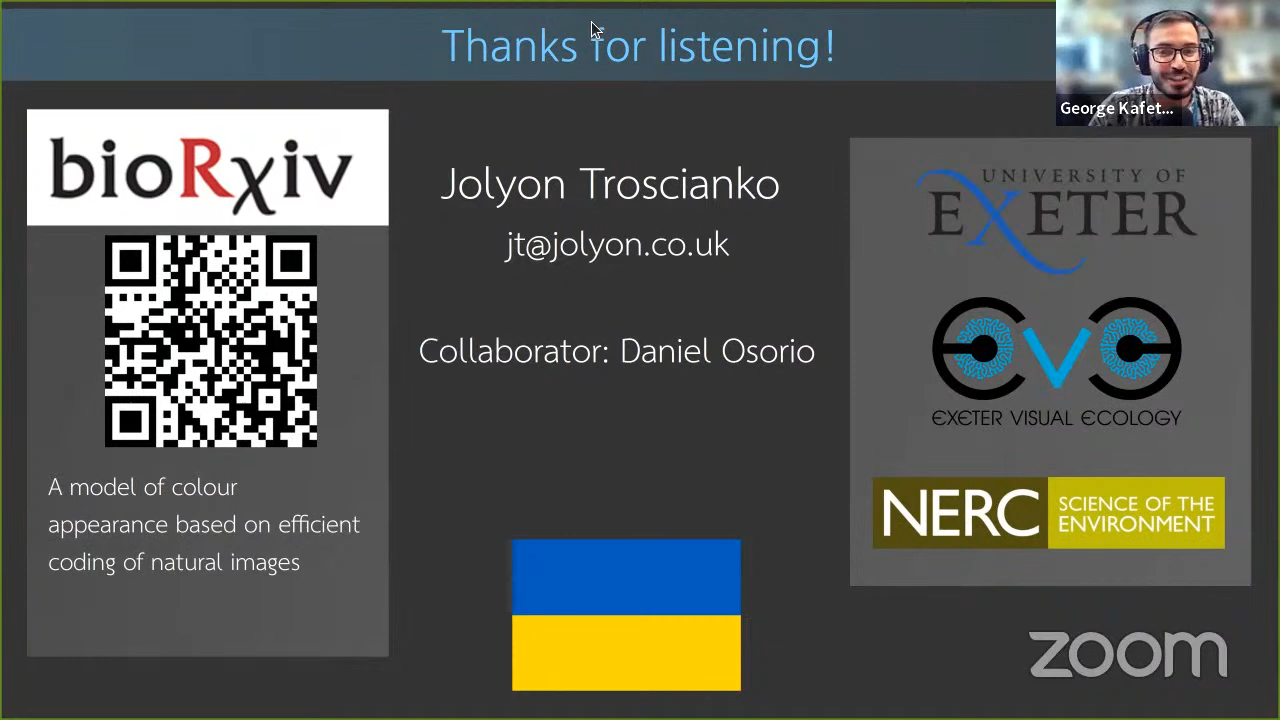 Thanks for listening!
George Kafet...
bioRxiv
A model of colour
appearance based on efficient
coding of natural images
Jolyon Troscianko
jt@jolyon.co.uk
Collaborator: Daniel Osorio
UNIVERSITY OF
EXETER
eve
EXETER VISUAL ECOLOGY
NERC
SCIENCE OF THE
ENVIRONMENT
zoom